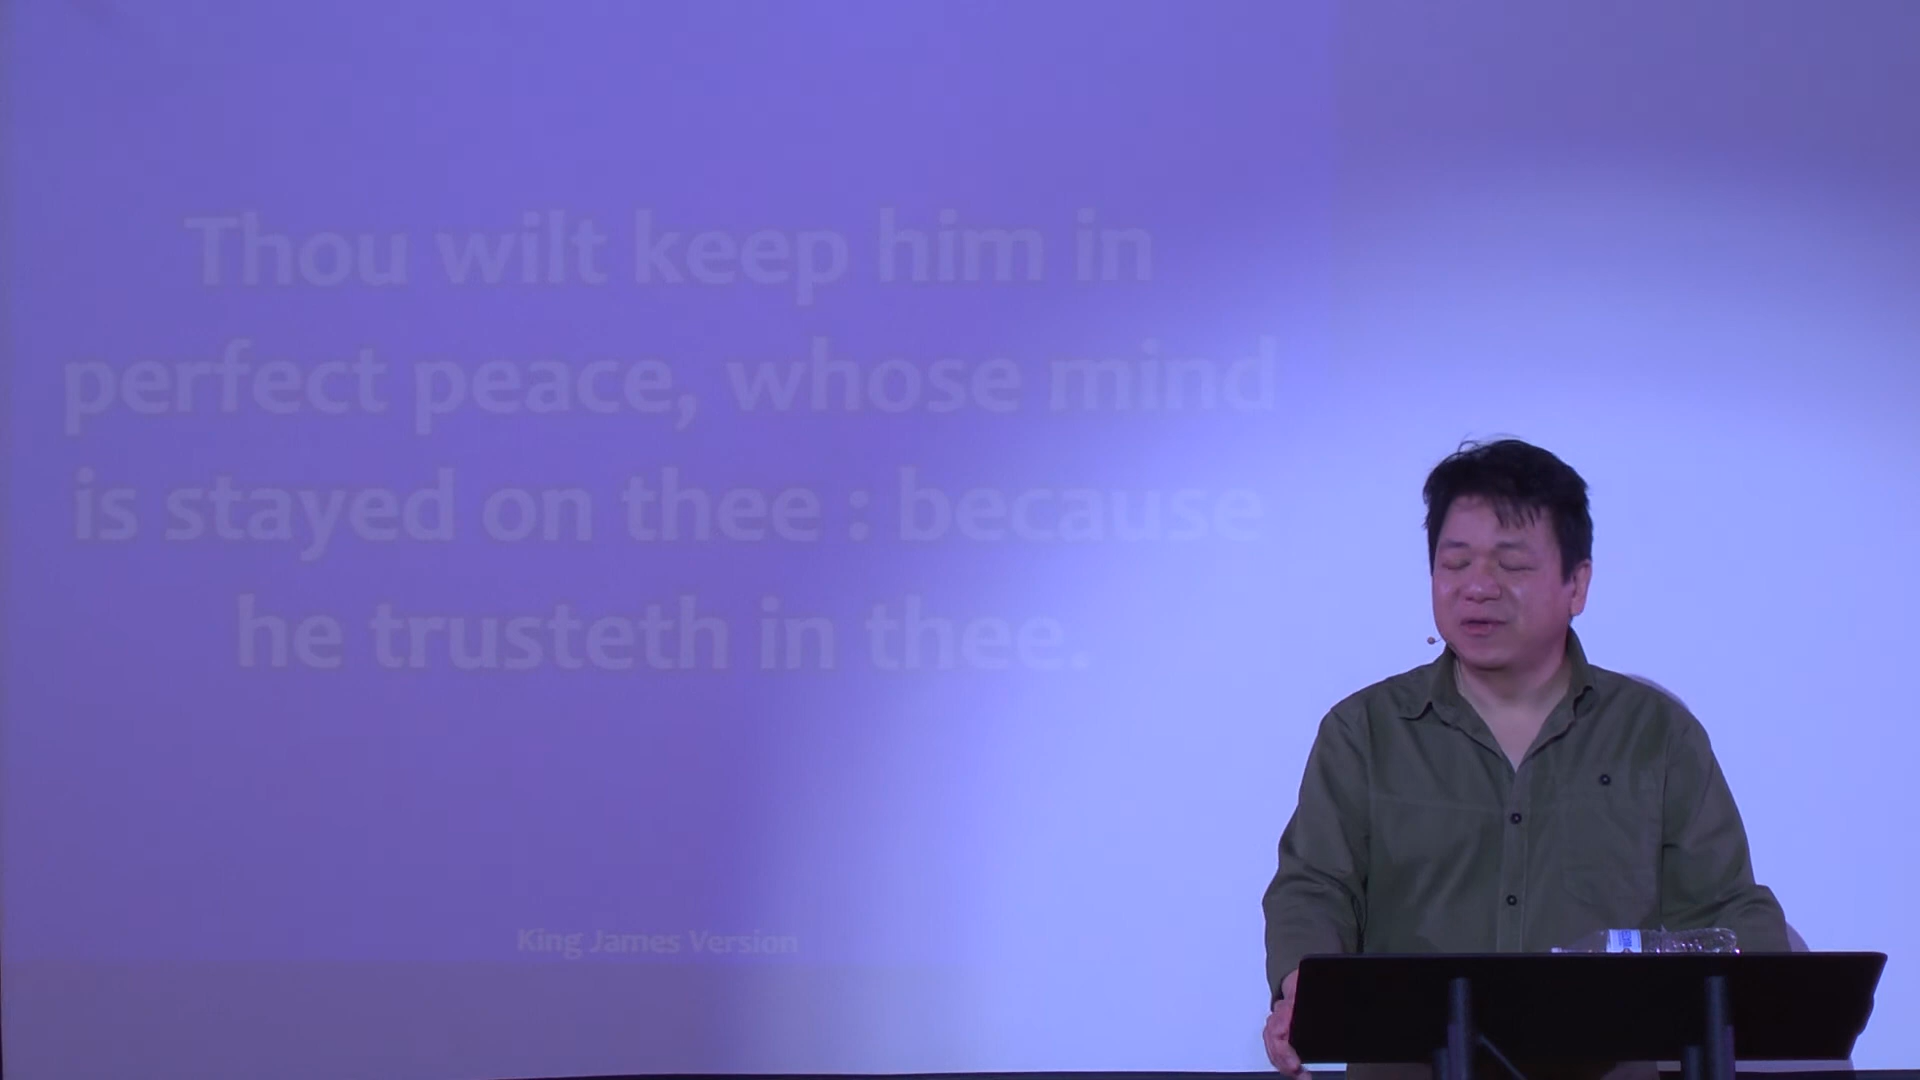 Thou wilt keep him in
perfect peace, whose mind
is stayed on thee : because
he trusteth in thee.
King James Version